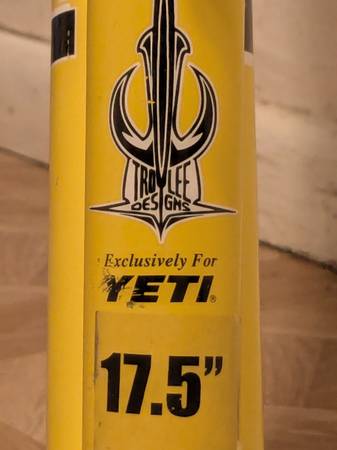 TROY LEE
DESIGNS
Exclusively For
YETI®
17.5”